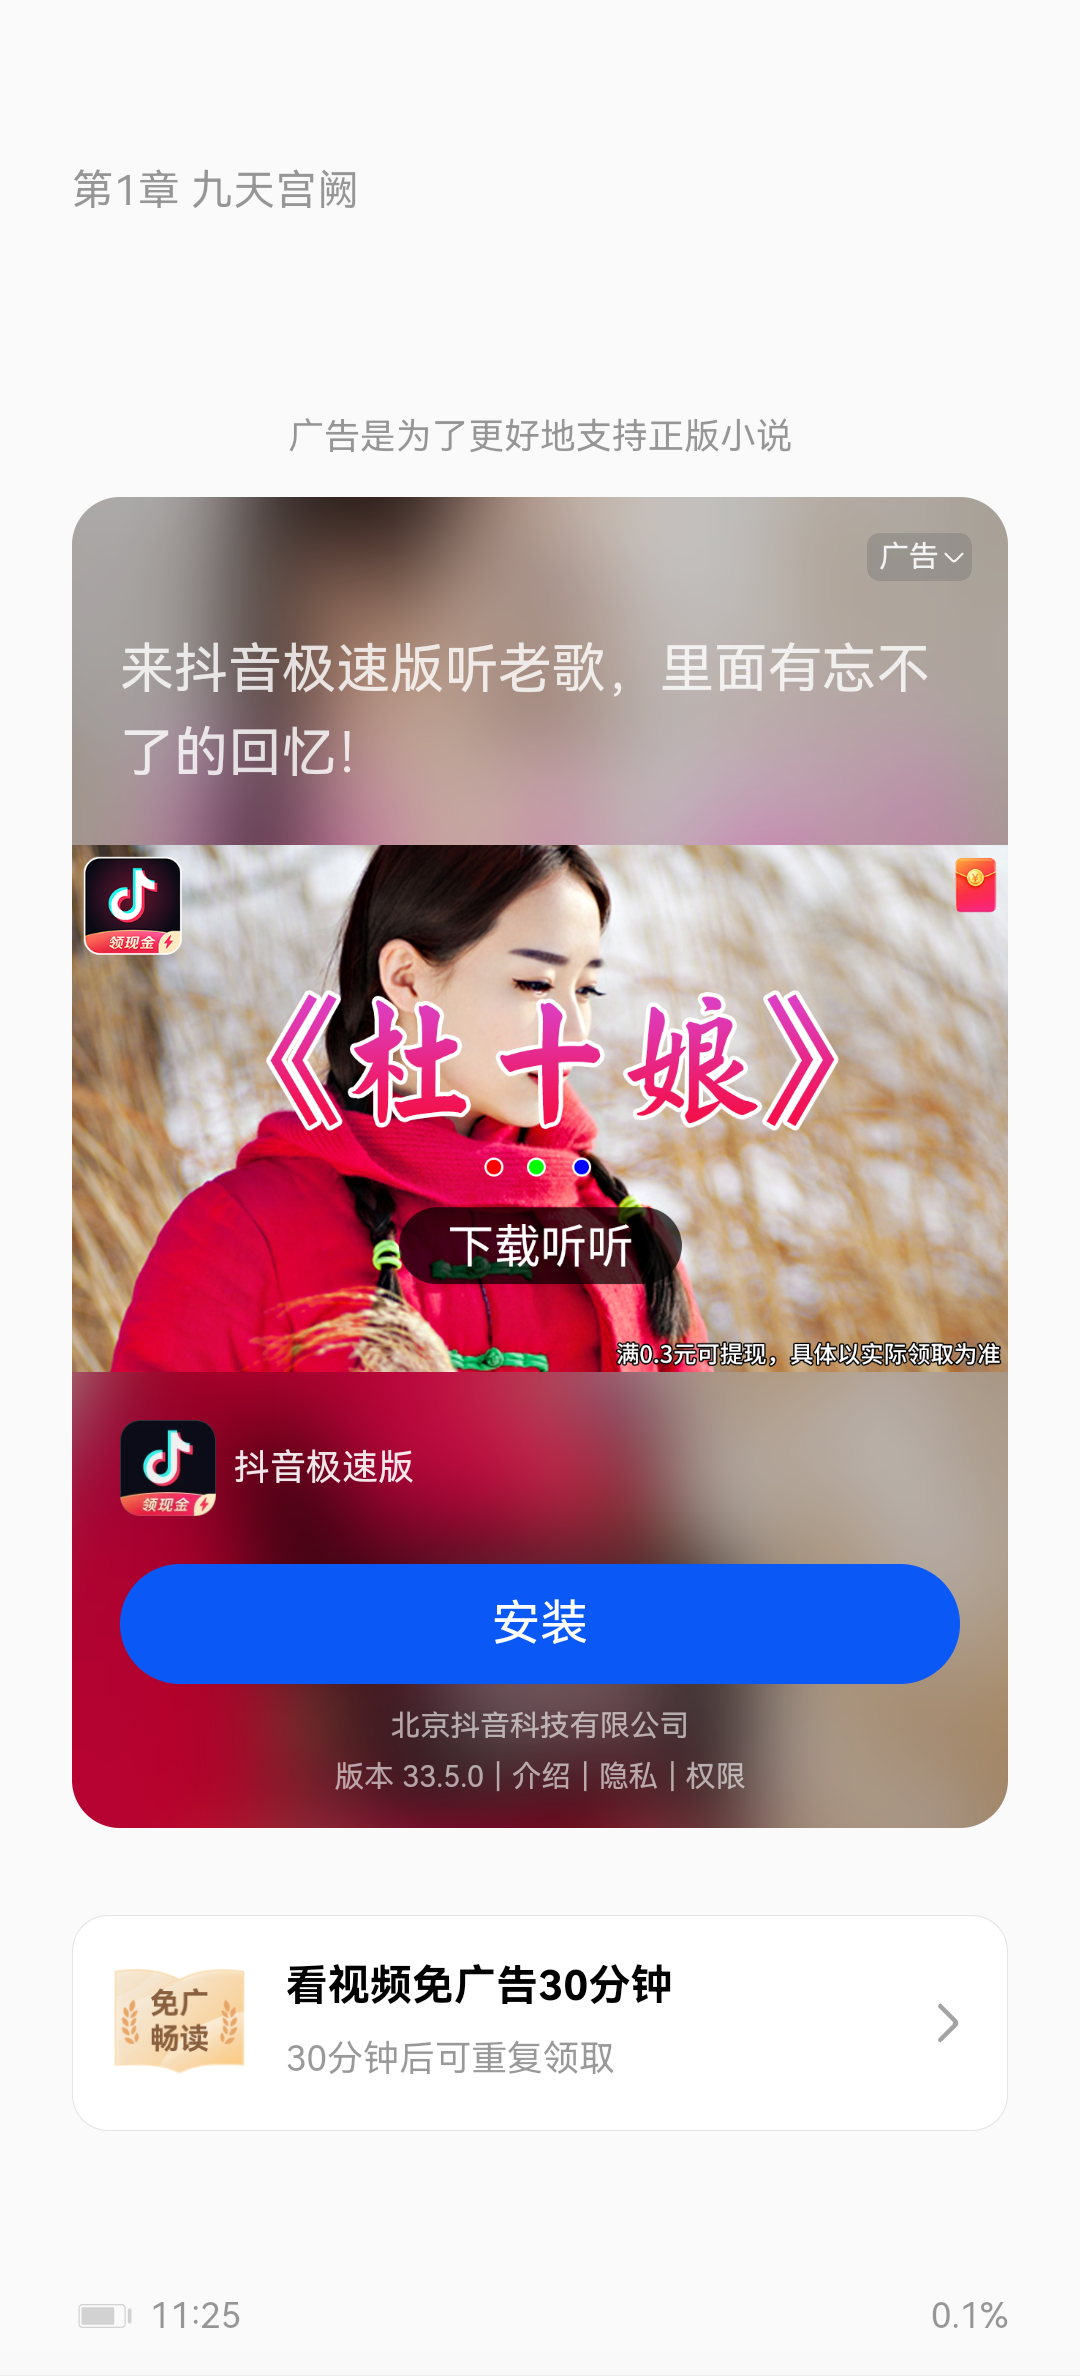 第1章 九天宫阙
广告是为了更好地支持正版小说
广告
来抖音极速版听老歌，里面有忘不
了的回忆！
领现金
《杜十娘》
下载听听
满0.3元可提现，具体以实际领取为准
领现金
抖音极速版
安装
北京抖音科技有限公司
版本 33.5.0 | 介绍 | 隐私 | 权限
免广
畅读
看视频免广告30分钟
30分钟后可重复领取
11:25
0.1%